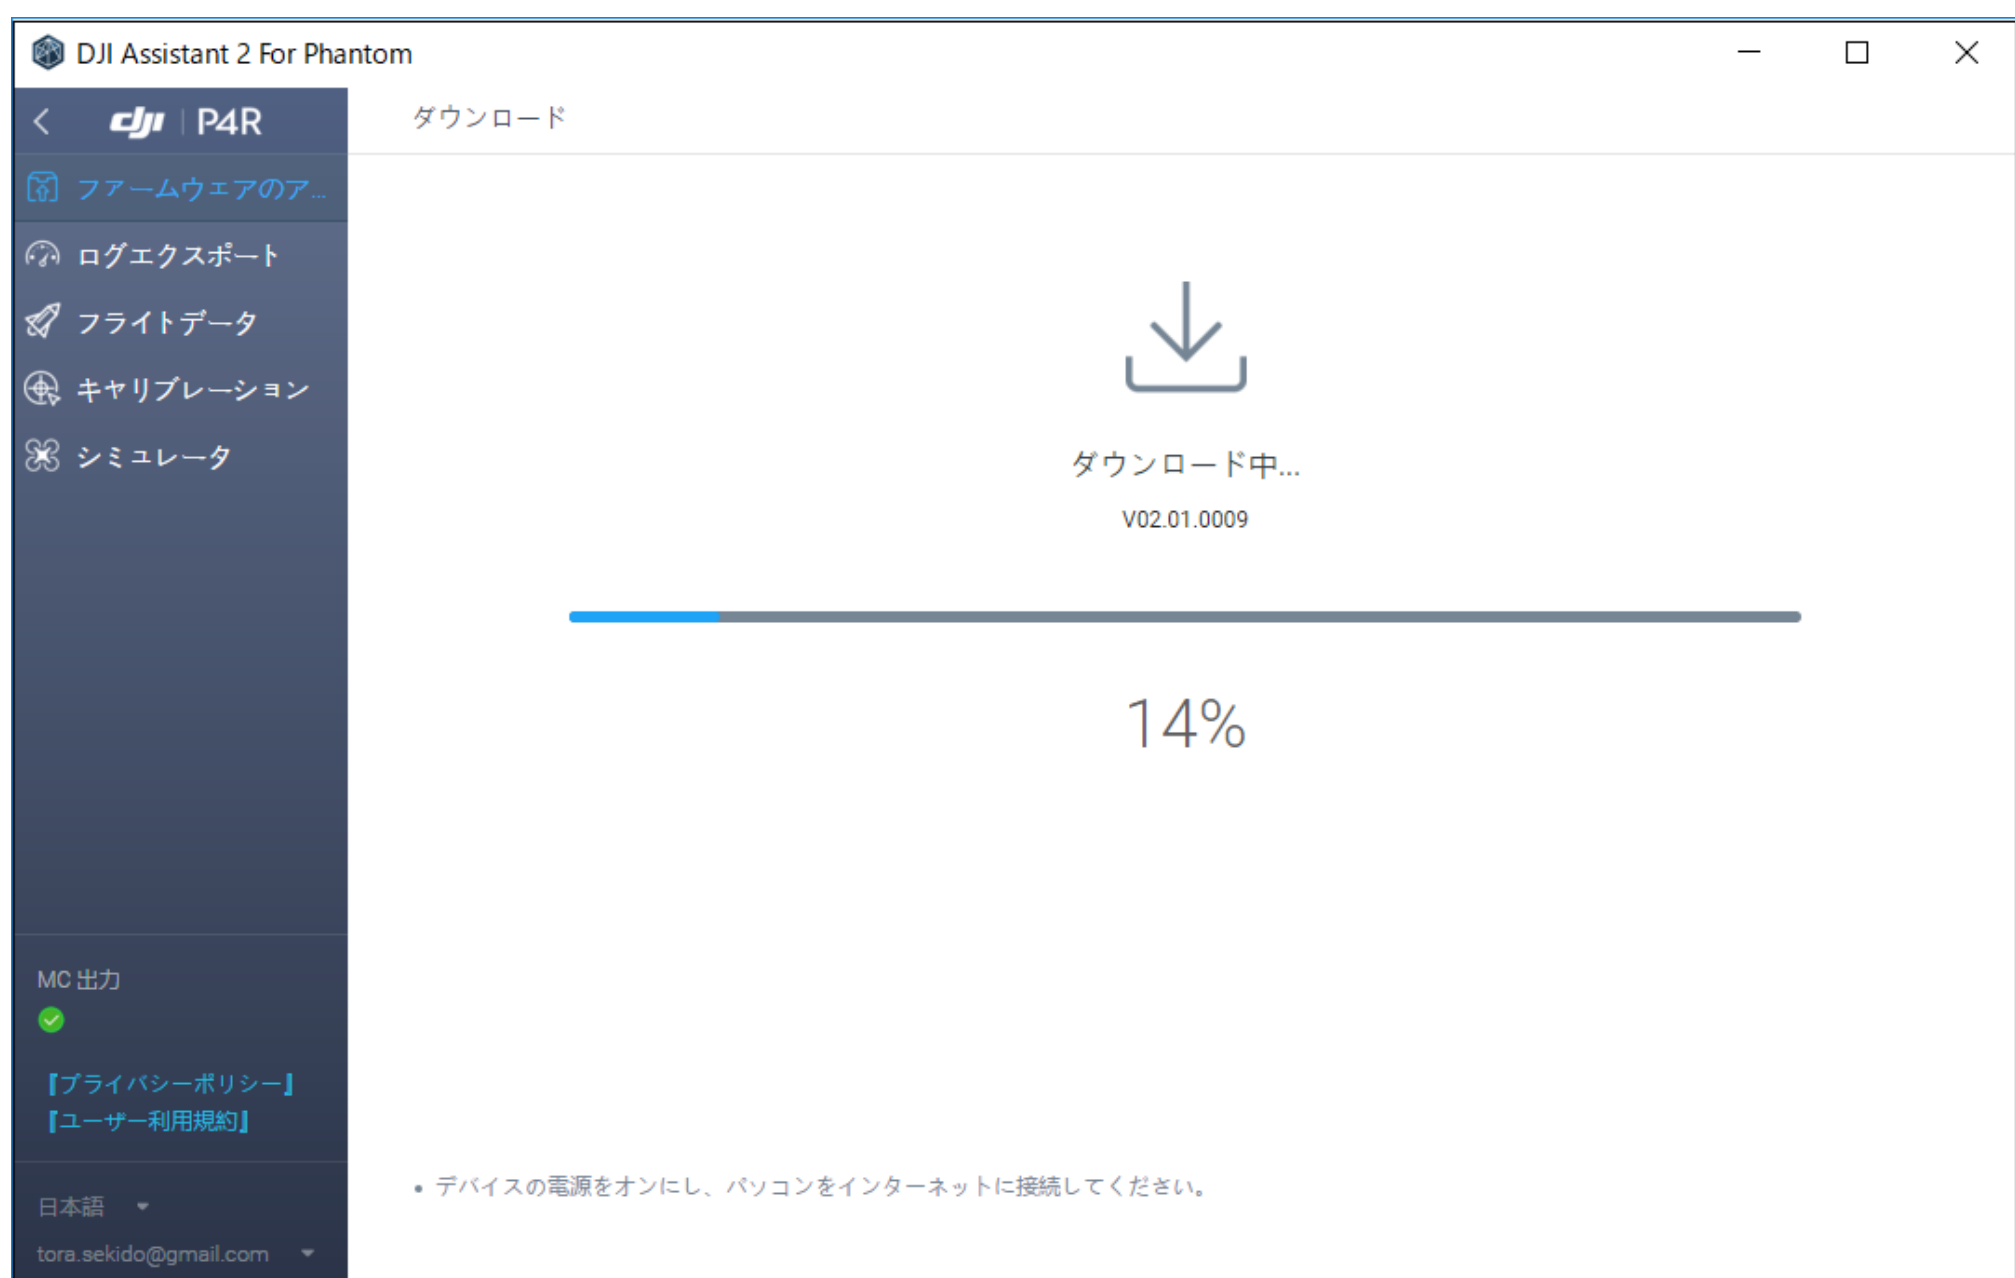 DJI Assistant 2 For Phantom
dji P4R
ダウンロード
ファームウェアのア...
ログエクスポート
フライトデータ
キャリブレーション
シミュレータ
ダウンロード中...
V02.01.0009
14%
MC 出力
『プライバシーポリシー』
『ユーザー利用規約』
• デバイスの電源をオンにし、パソコンをインターネットに接続してください。
日本語
tora.sekido@gmail.com